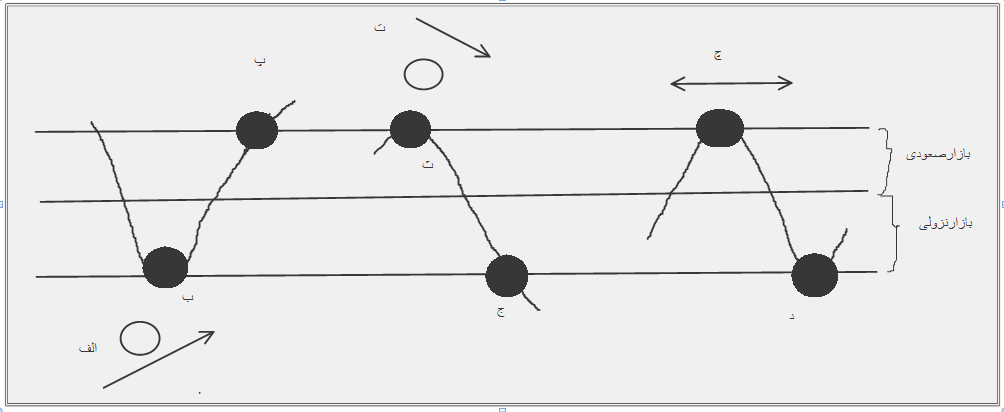 ت
پ
چ
ت
بازارصعودی
بازارنزولی
ب
ج
د
الف